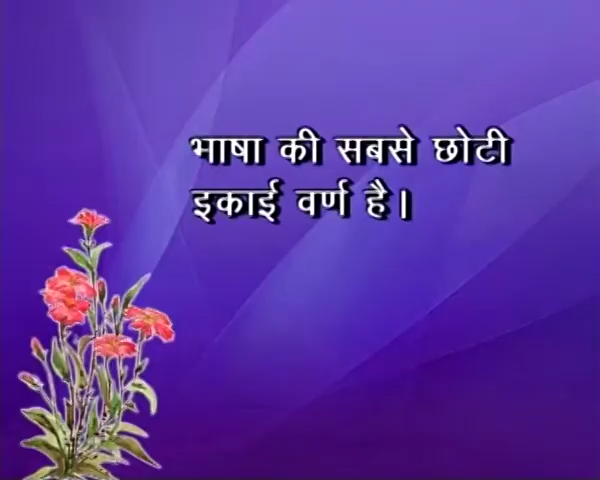 भाषा की सबसे छोटी
इकाई वर्ण है।